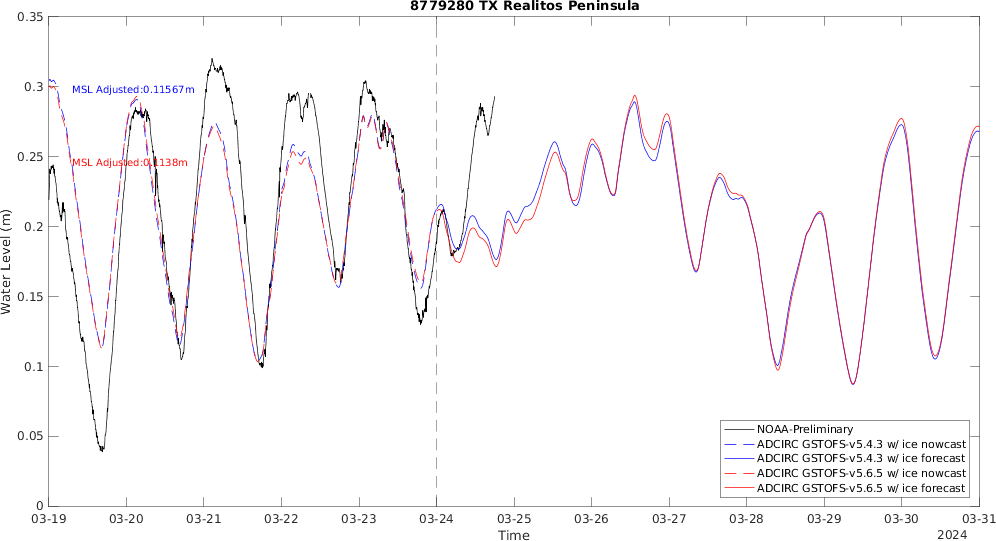 8779280 TX Realitos Peninsula
0.35
0.3
0.25
0.2
0.15
0.1
0.05
0
Water Level (m)
MSL Adjusted:0.11567m
MSL Adjusted:0.1138m
NOAA-Preliminary
ADCIRC GSTOFS-v5.4.3 w/ ice nowcast
ADCIRC GSTOFS-v5.4.3 w/ ice forecast
ADCIRC GSTOFS-v5.6.5 w/ ice nowcast
ADCIRC GSTOFS-v5.6.5 w/ ice forecast
03-19 03-20 03-21 03-22 03-23 03-24 03-25 03-26 03-27 03-28 03-29 03-30 03-31
Time
2024